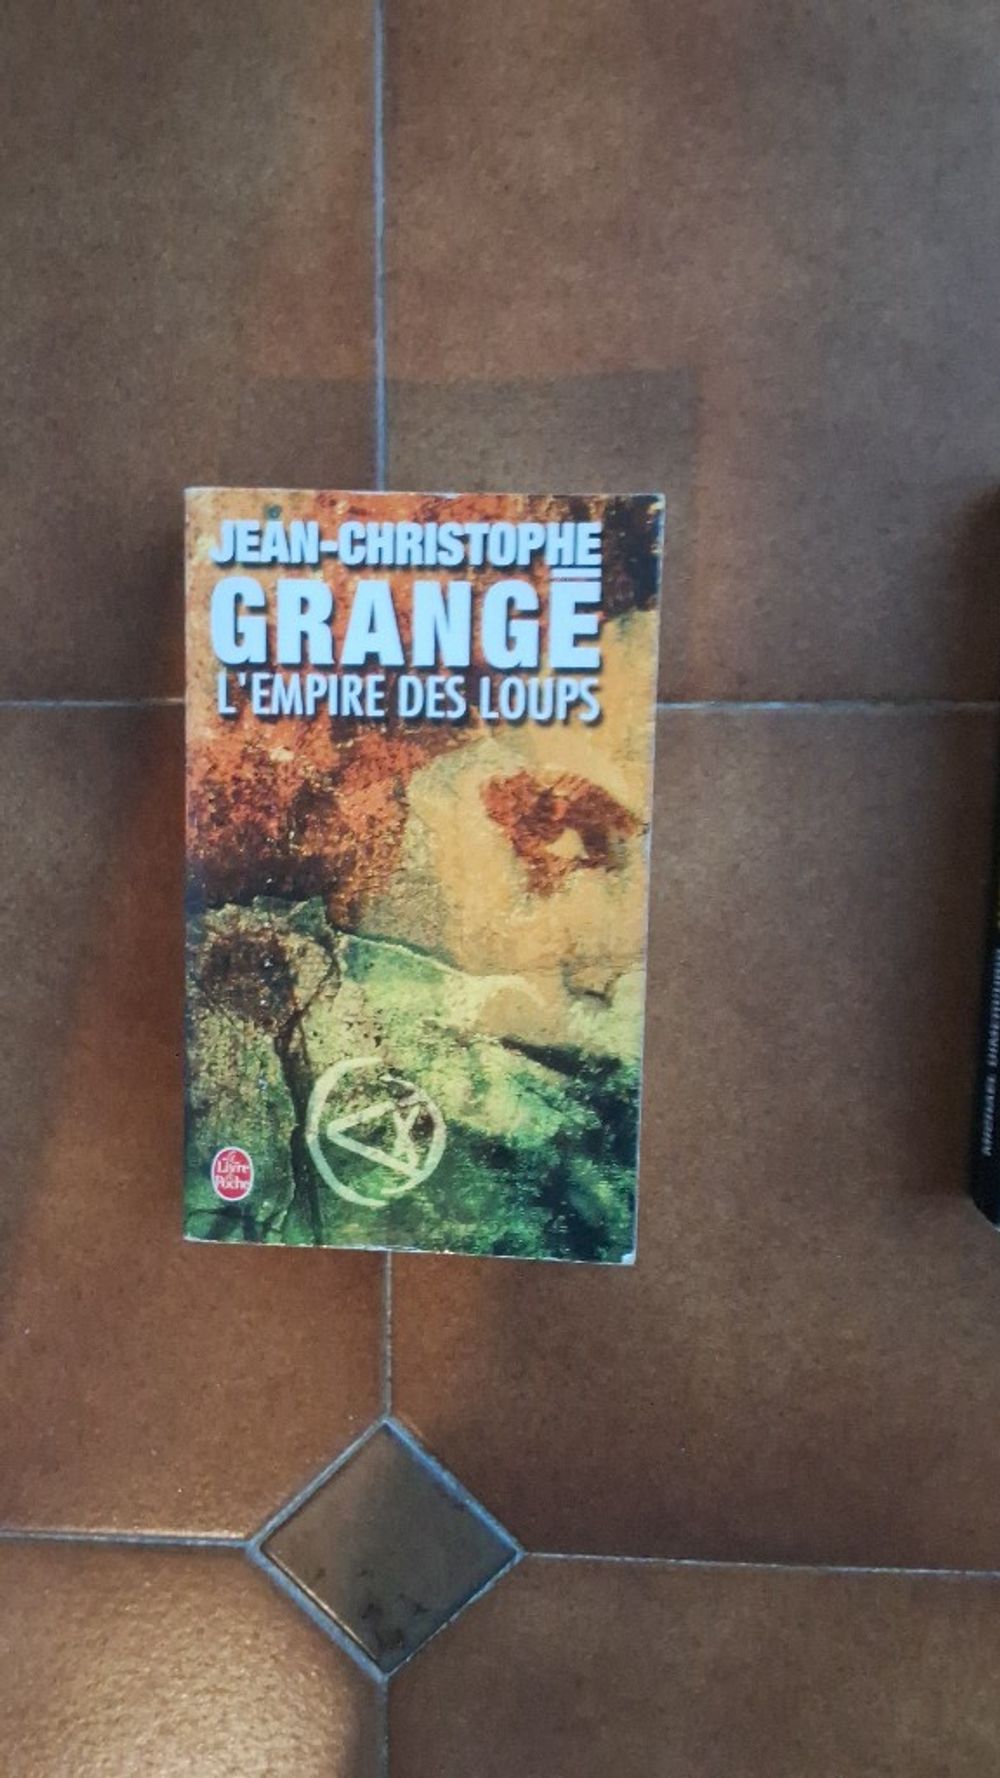 JEAN-CHRISTOPHE
GRANGÉ
L'EMPIRE DES LOUPS
Le
Livre
de
Poche